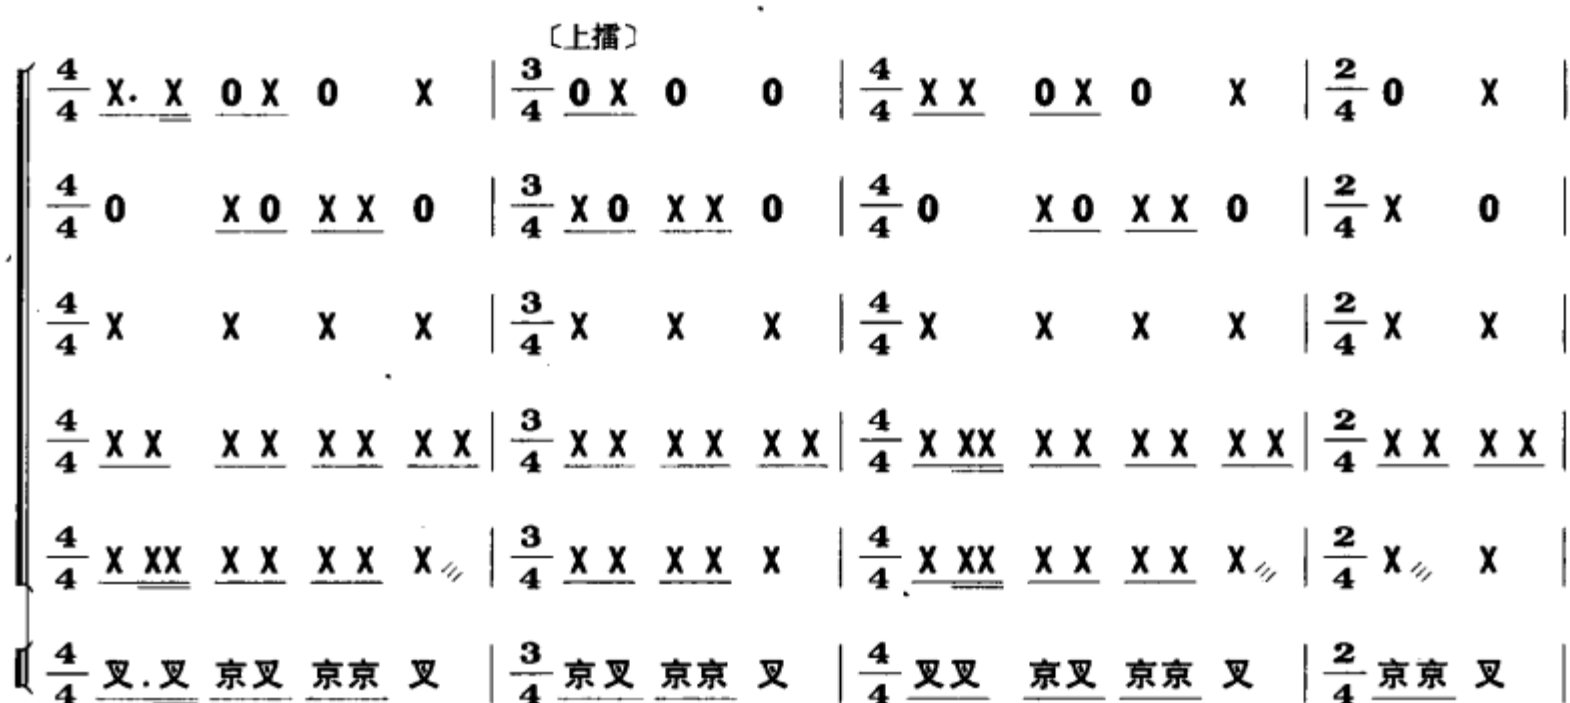 〔上擂〕
4/4 X. X 0 X 0 X | 3/4 0 X 0 0 | 4/4 X X 0 X 0 X | 2/4 0 X |
4/4 0 X 0 X X 0 | 3/4 X 0 X X 0 | 4/4 0 X 0 X X 0 | 2/4 X 0 |
4/4 X X X X | 3/4 X X X | 4/4 X X X X | 2/4 X X |
4/4 X X X X X X X X | 3/4 X X X X X X | 4/4 X XX X X X X X X | 2/4 X X X X |
4/4 X XX X X X X X | 3/4 X X X X X | 4/4 X XX X X X X X | 2/4 X X |
4/4 叉.叉 京叉 京京 叉 | 3/4 京叉 京京 叉 | 4/4 叉叉 京叉 京京 叉 | 2/4 京京 叉 |